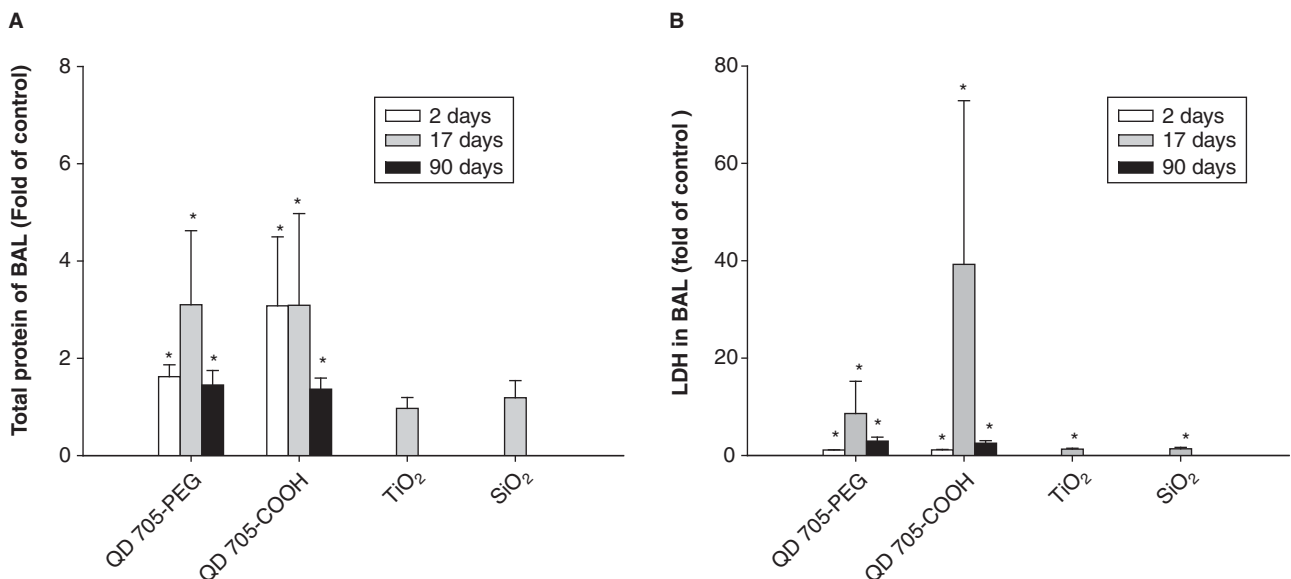 A
Total protein of BAL (Fold of control)
8
6
4
2
0
2 days
17 days
90 days
*
*
*
*
*
*
QD 705-PEG
QD 705-COOH
TiO₂
SiO₂
B
LDH in BAL (fold of control )
80
60
40
20
0
2 days
17 days
90 days
*
*
*
*
*
*
*
*
QD 705-PEG
QD 705-COOH
TiO₂
SiO₂